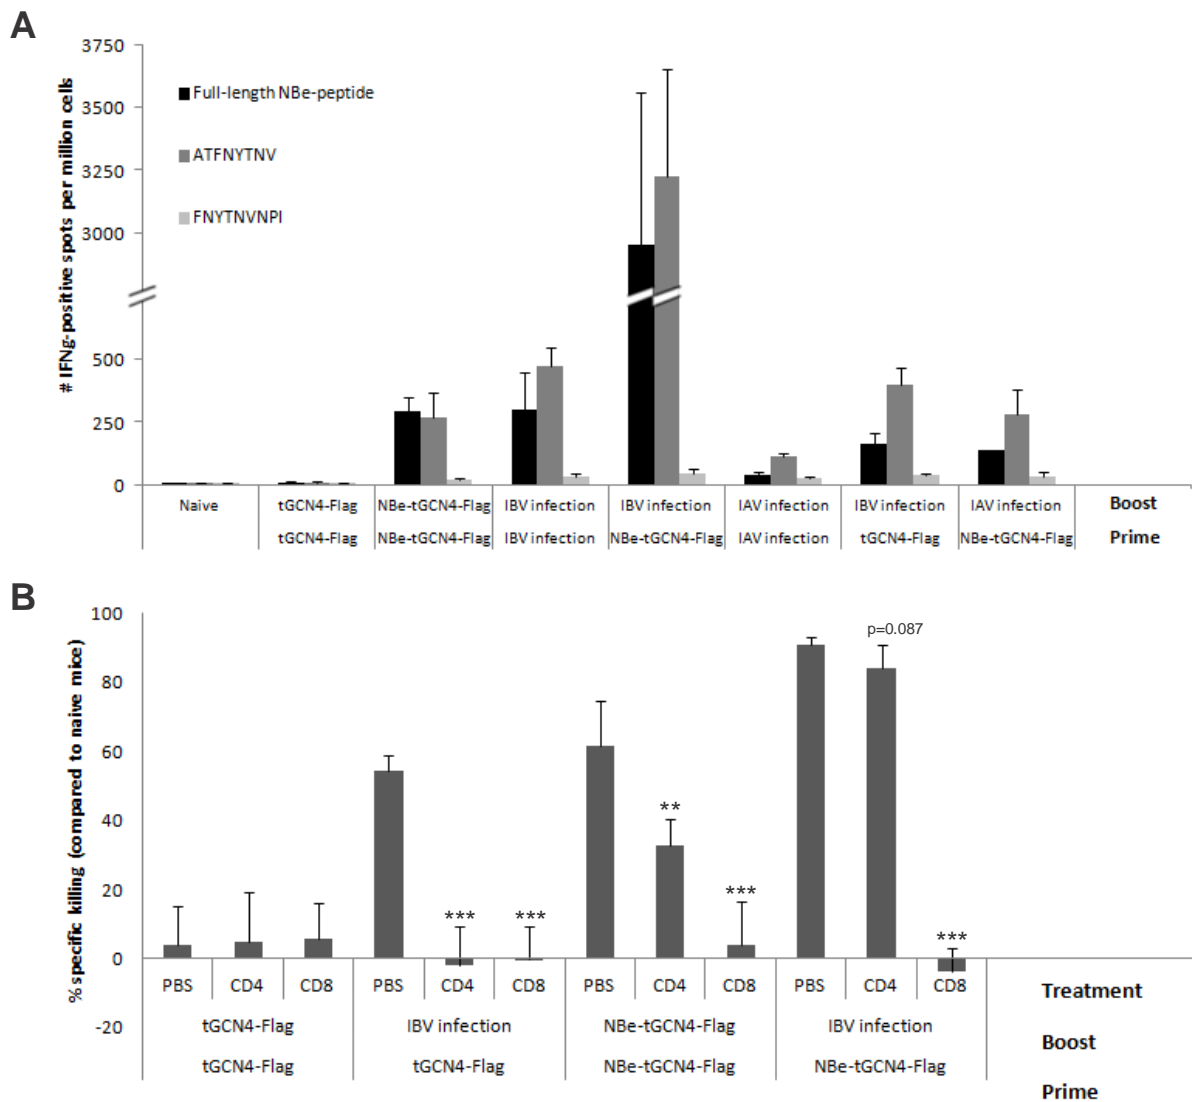 A
# IFNg-positive spots per million cells
3750
3500
3250
3000
500
250
0
Full-length NBe-peptide
ATFNYTNV
FNYTNVNPI
Naive tGCN4-Flag NBe-tGCN4-Flag IBV infection IBV infection IAV infection IBV infection IAV infection Boost
tGCN4-Flag NBe-tGCN4-Flag IBV infection NBe-tGCN4-Flag IAV infection tGCN4-Flag NBe-tGCN4-Flag Prime
B
% specific killing (compared to naive mice)
100
80
60
40
20
0
-20
p=0.087
**
***
*** ***
***
PBS CD4 CD8 PBS CD4 CD8 PBS CD4 CD8 PBS CD4 CD8 Treatment
tGCN4-Flag IBV infection NBe-tGCN4-Flag IBV infection Boost
tGCN4-Flag tGCN4-Flag NBe-tGCN4-Flag NBe-tGCN4-Flag Prime